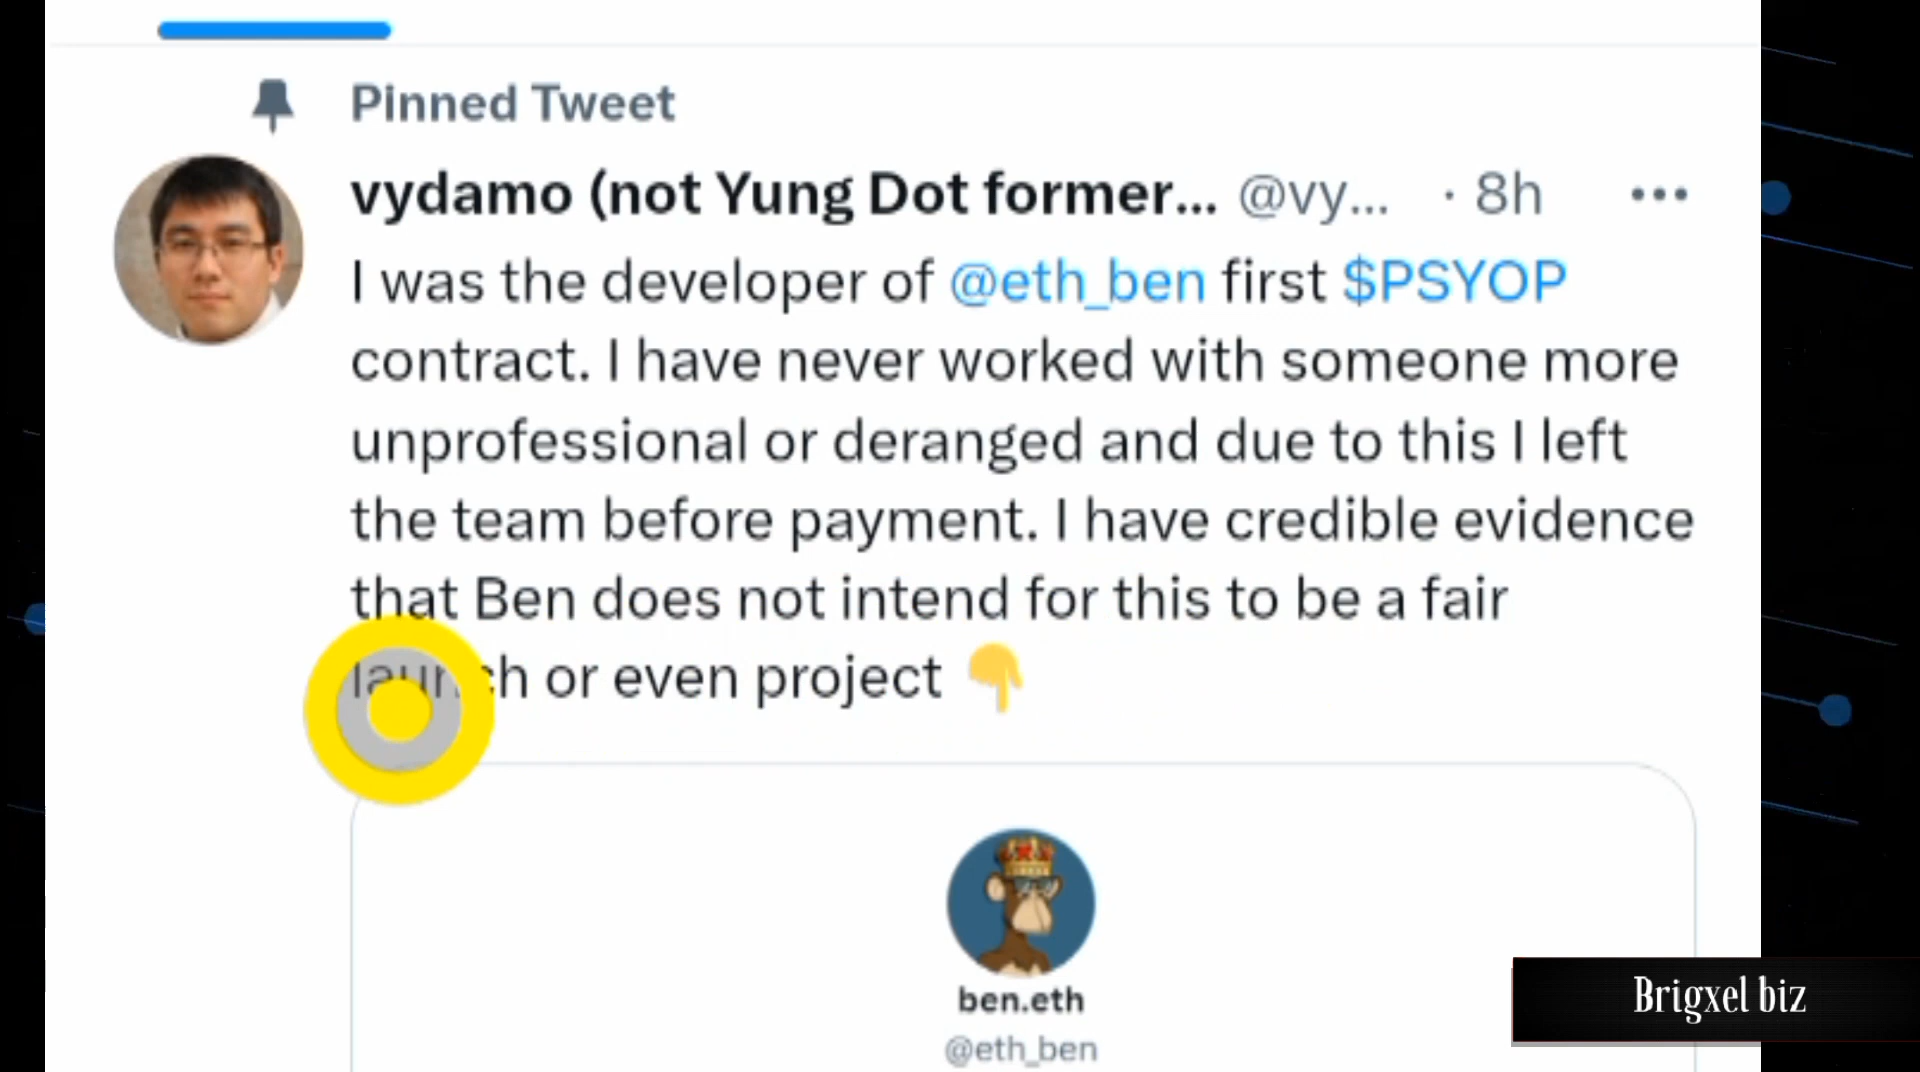 Pinned Tweet
vydamo (not Yung Dot former... @vy... · 8h
I was the developer of @eth_ben first $PSYOP
contract. I have never worked with someone more
unprofessional or deranged and due to this I left
the team before payment. I have credible evidence
that Ben does not intend for this to be a fair
launch or even project
ben.eth
@eth_ben
Brigxel biz